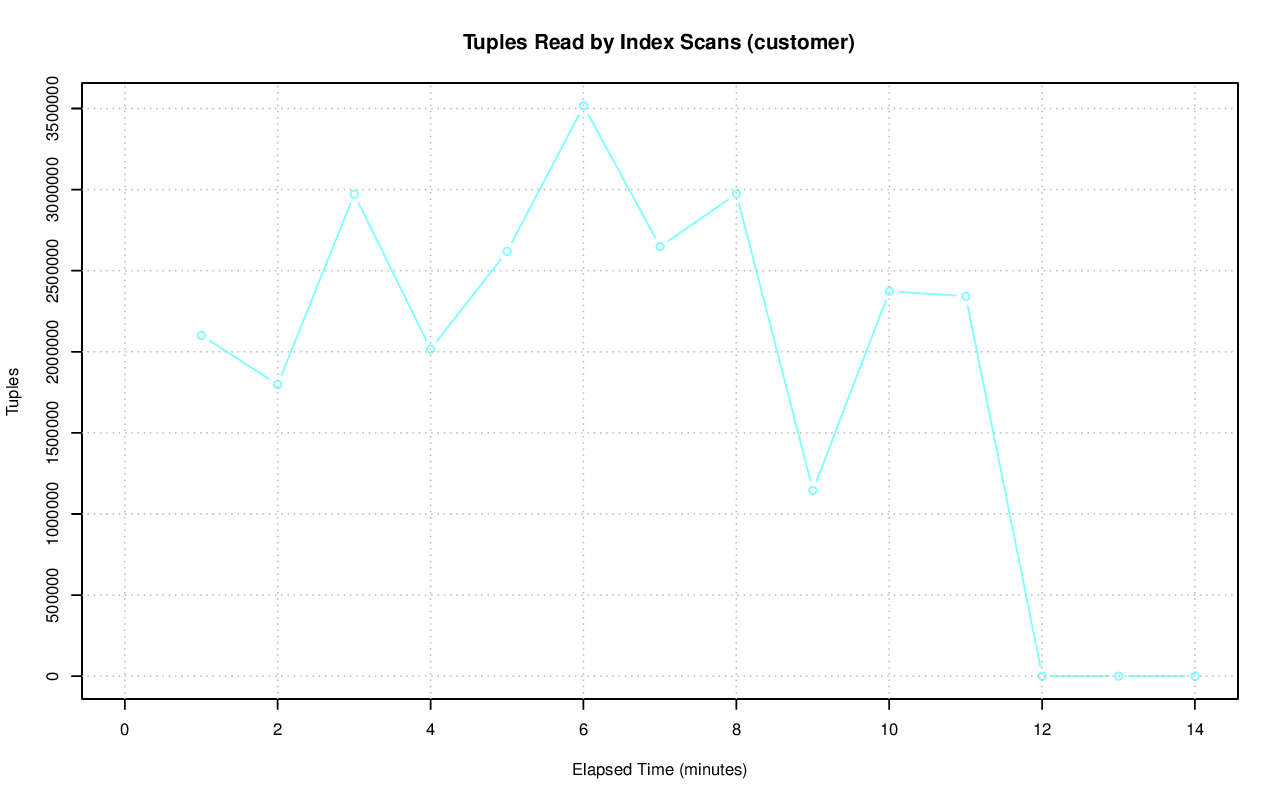 Tuples Read by Index Scans (customer)
3500000
3000000
2500000
2000000
1500000
1000000
500000
0
Tuples
0 2 4 6 8 10 12 14
Elapsed Time (minutes)